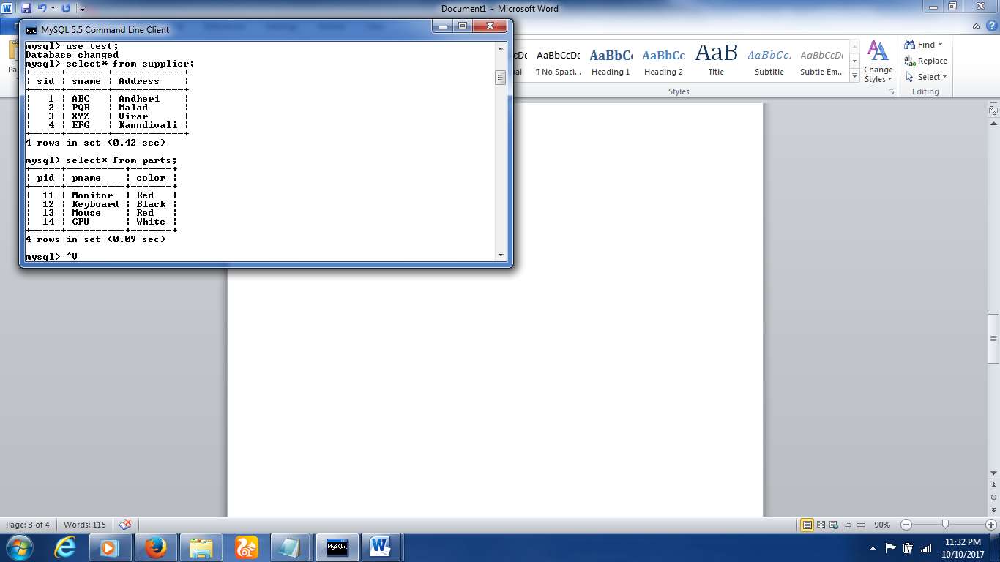 Document1 - Microsoft Word
MySQL 5.5 Command Line Client
mysql> use test;
Database changed
mysql> select* from supplier;
+-----+-------+------------+
| sid | sname | Address    |
+-----+-------+------------+
|   1 | ABC   | Andheri    |
|   2 | PQR   | Malad      |
|   3 | XYZ   | Virar      |
|   4 | EFG   | Kanndivali |
+-----+-------+------------+
4 rows in set (0.42 sec)
mysql> select* from parts;
+-----+----------+-------+
| pid | pname    | color |
+-----+----------+-------+
|  11 | Monitor  | Red   |
|  12 | Keyboard | Black |
|  13 | Mouse    | Red   |
|  14 | CPU      | White |
+-----+----------+-------+
4 rows in set (0.09 sec)
mysql> ^V
AaBbCcDc AaBbC AaBbCc AaB AaBbCc. AaBbCcDc
¶ No Spaci... Heading 1 Heading 2 Title Subtitle Subtle Em...
Change
Styles
Styles
Find
Replace
Select
Editing
Page: 3 of 4
Words: 115
90%
MySQL
11:32 PM
10/10/2017